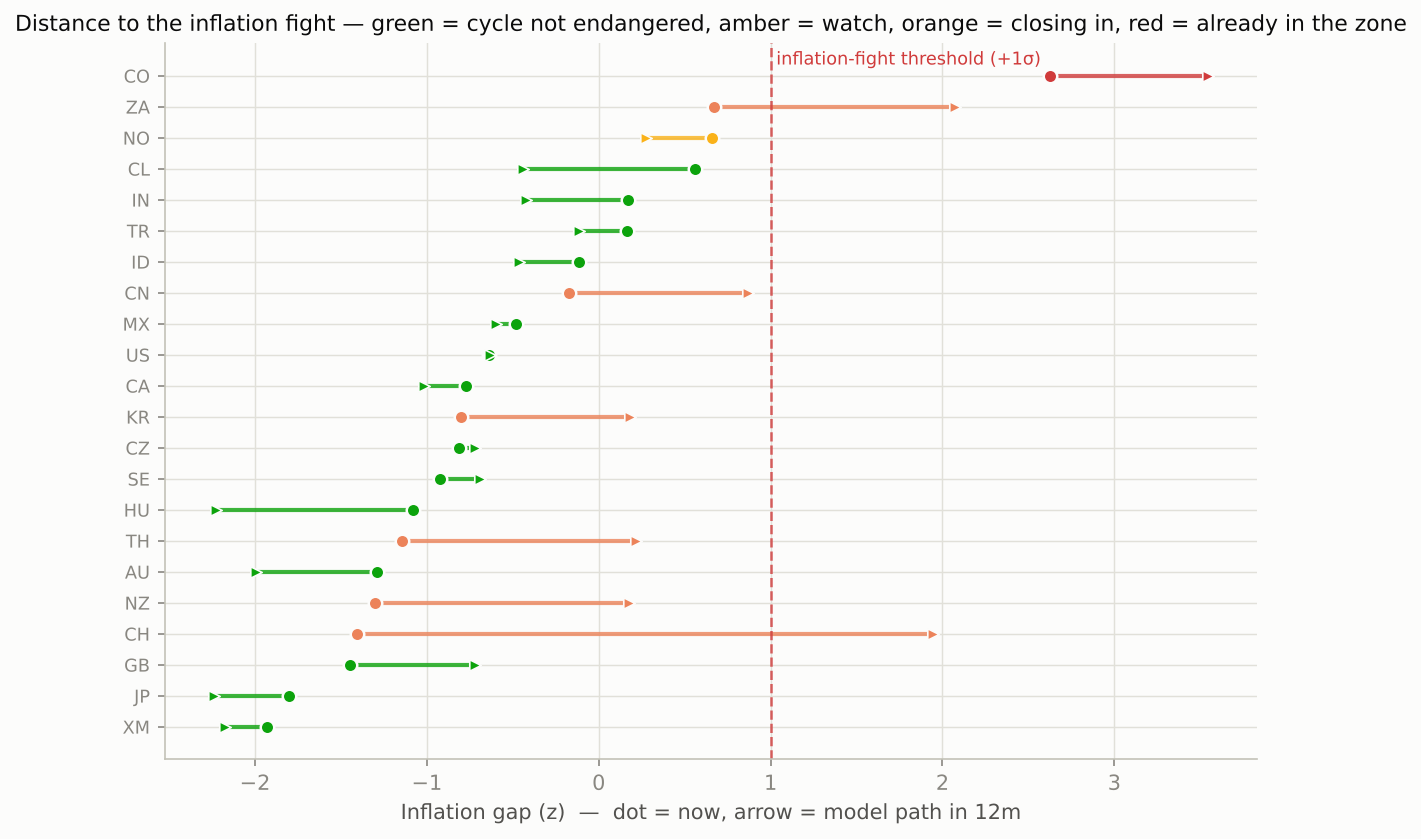 Distance to the inflation fight — green = cycle not endangered, amber = watch, orange = closing in, red = already in the zone
inflation-fight threshold (+1σ)
CO
ZA
NO
CL
IN
TR
ID
CN
MX
US
CA
KR
CZ
SE
HU
TH
AU
NZ
CH
GB
JP
XM
−2 −1 0 1 2 3
Inflation gap (z) — dot = now, arrow = model path in 12m